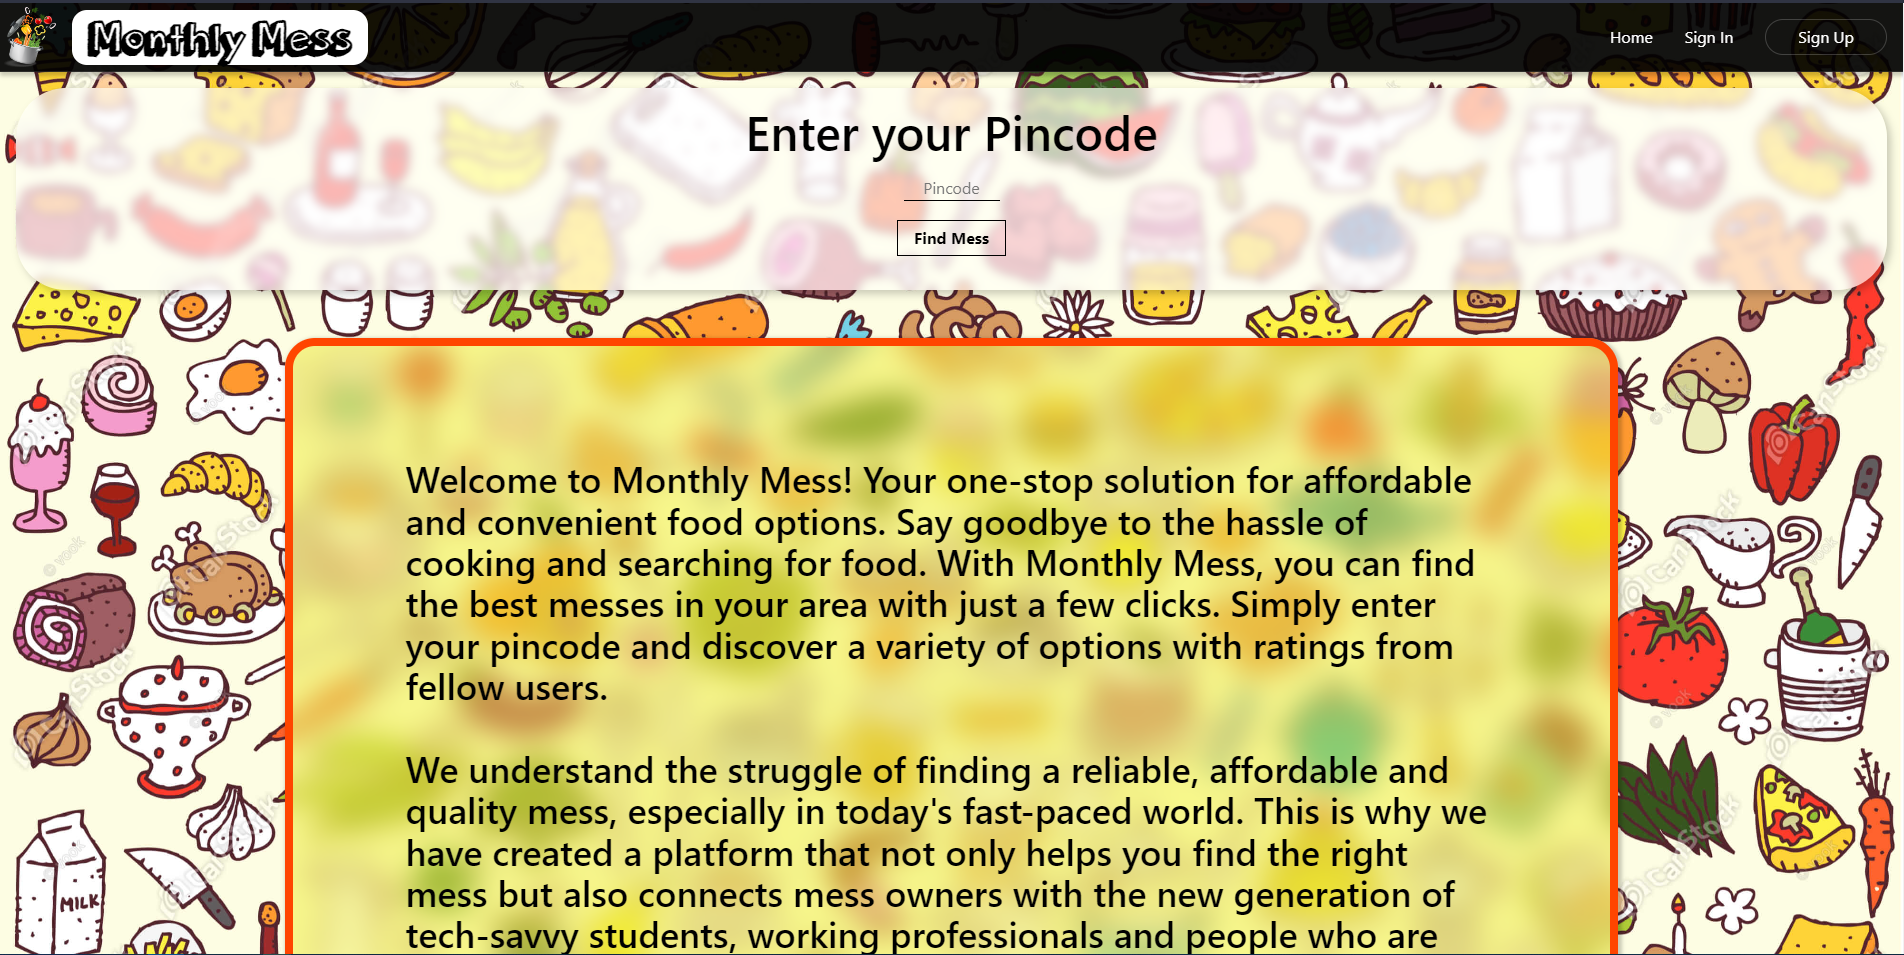 Monthly Mess
Home
Sign In
Sign Up
Enter your Pincode
Pincode
Find Mess
Welcome to Monthly Mess! Your one-stop solution for affordable
and convenient food options. Say goodbye to the hassle of
cooking and searching for food. With Monthly Mess, you can find
the best messes in your area with just a few clicks. Simply enter
your pincode and discover a variety of options with ratings from
fellow users.
We understand the struggle of finding a reliable, affordable and
quality mess, especially in today's fast-paced world. This is why we
have created a platform that not only helps you find the right
mess but also connects mess owners with the new generation of
tech-savvy students, working professionals and people who are
MILK
© CanStock
© CanStock
© CanStock
© CanStock